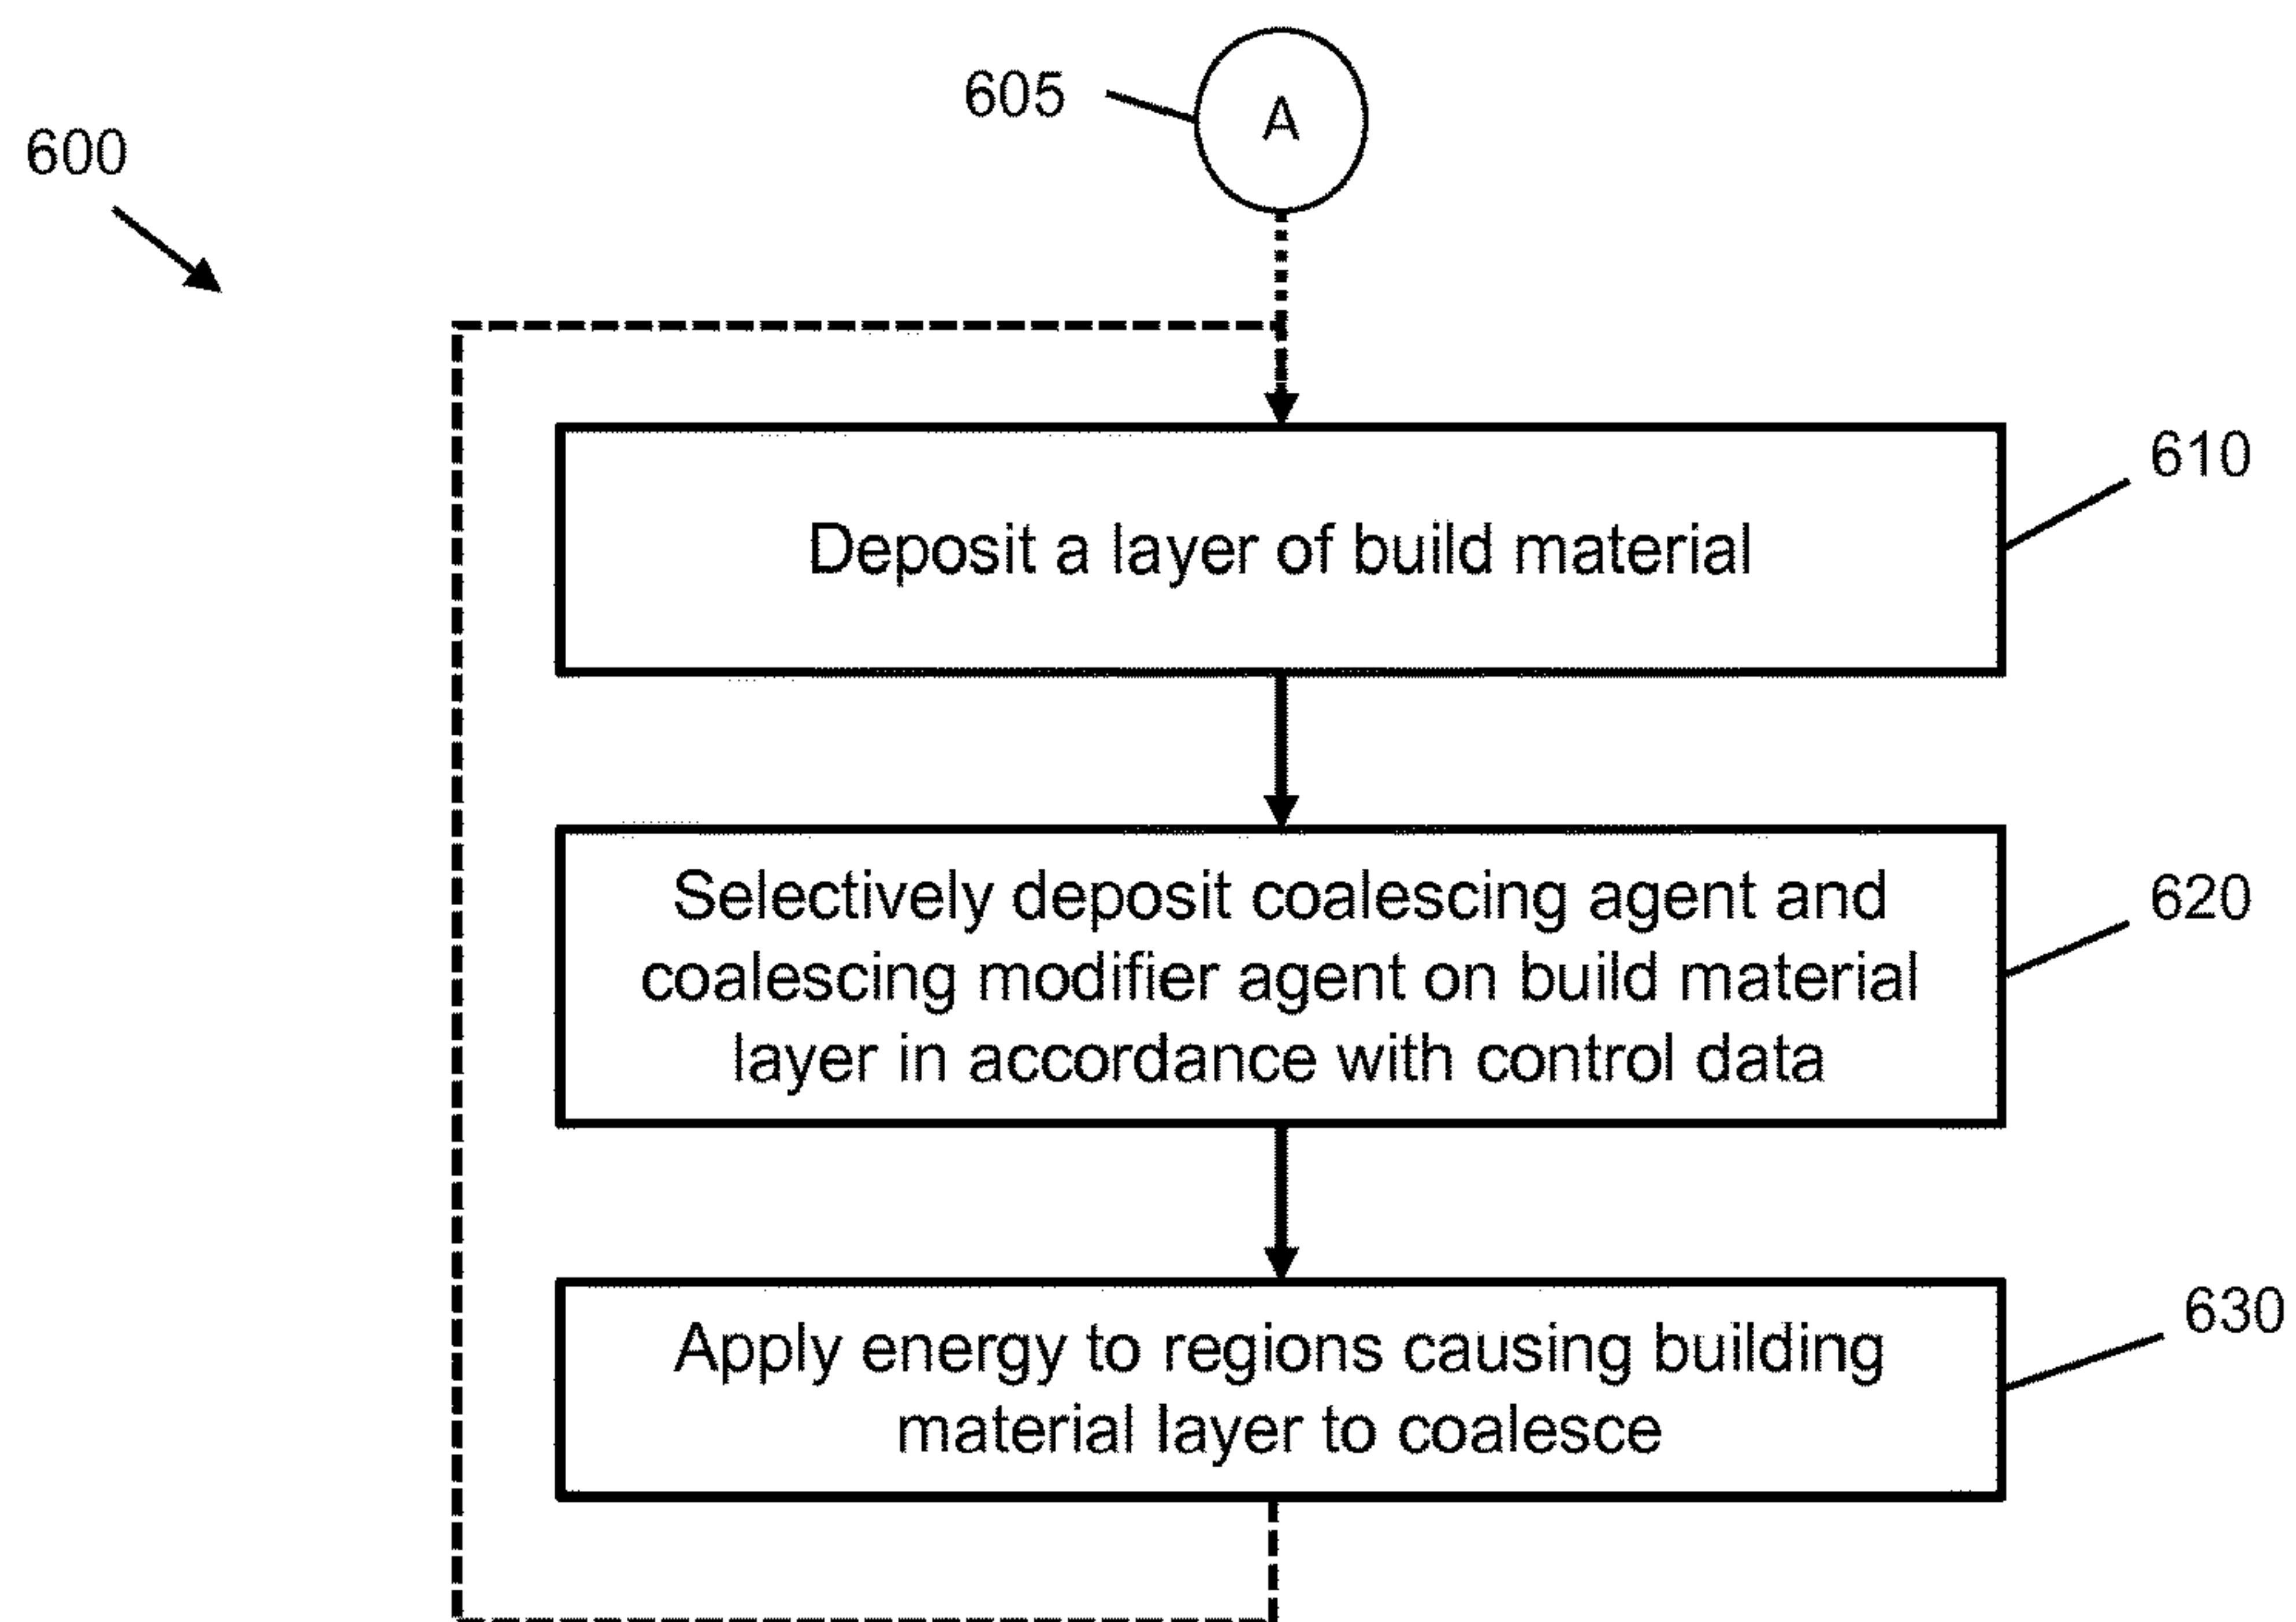 605
A
600
610
Deposit a layer of build material
Selectively deposit coalescing agent and
coalescing modifier agent on build material
layer in accordance with control data
620
Apply energy to regions causing building
material layer to coalesce
630